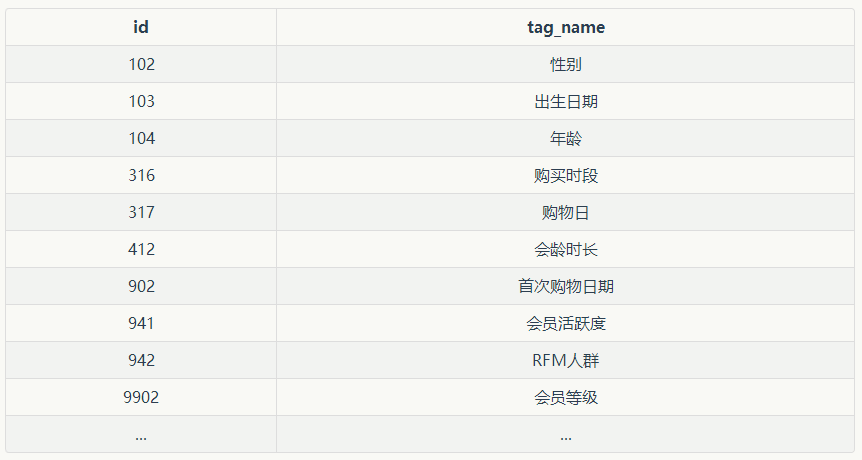 id tag_name
102 性别
103 出生日期
104 年龄
316 购买时段
317 购物日
412 会龄时长
902 首次购物日期
941 会员活跃度
942 RFM人群
9902 会员等级
... ...